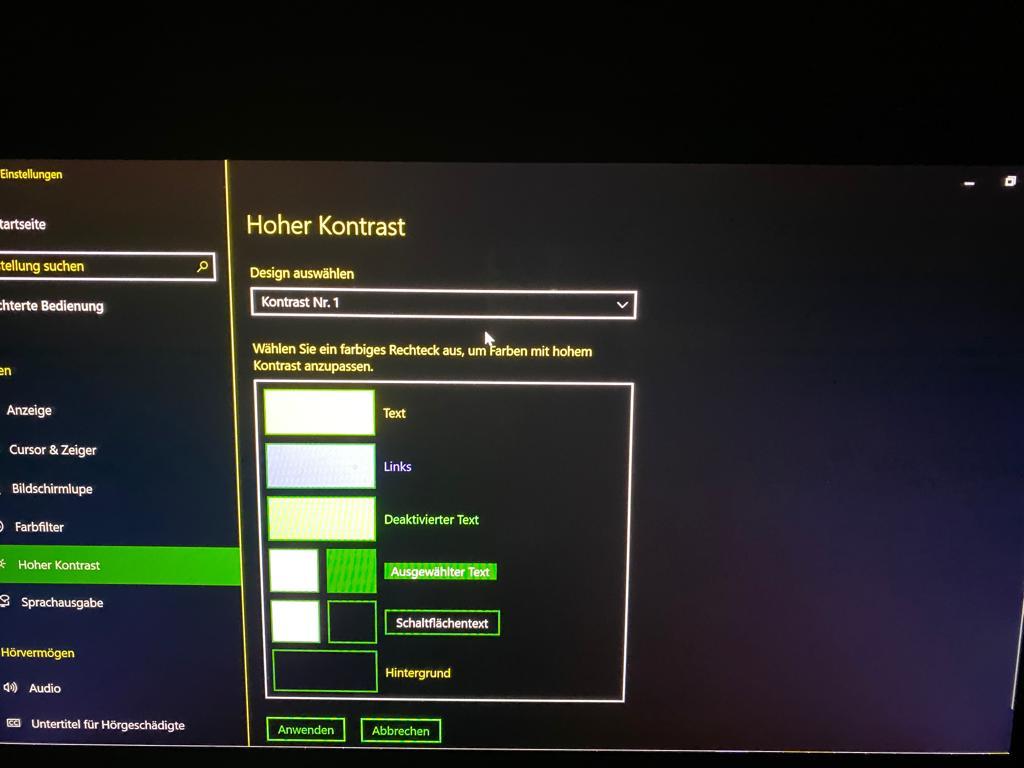 Einstellungen
tartseite
tellung suchen
chterte Bedienung
en
Anzeige
Cursor & Zeiger
Bildschirmlupe
Farbfilter
Hoher Kontrast
Sprachausgabe
Hörvermögen
Audio
Untertitel für Hörgeschädigte
Hoher Kontrast
Design auswählen
Kontrast Nr. 1
Wählen Sie ein farbiges Rechteck aus, um Farben mit hohem
Kontrast anzupassen.
Text
Links
Deaktivierter Text
Ausgewählter Text
Schaltflächentext
Hintergrund
Anwenden Abbrechen